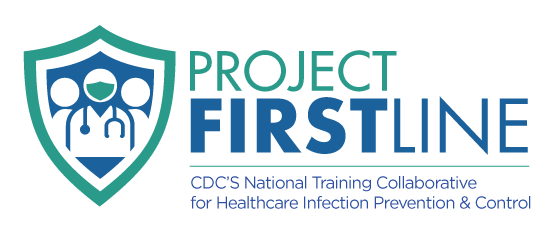 PROJECT
FIRSTLINE
CDC'S National Training Collaborative
for Healthcare Infection Prevention & Control